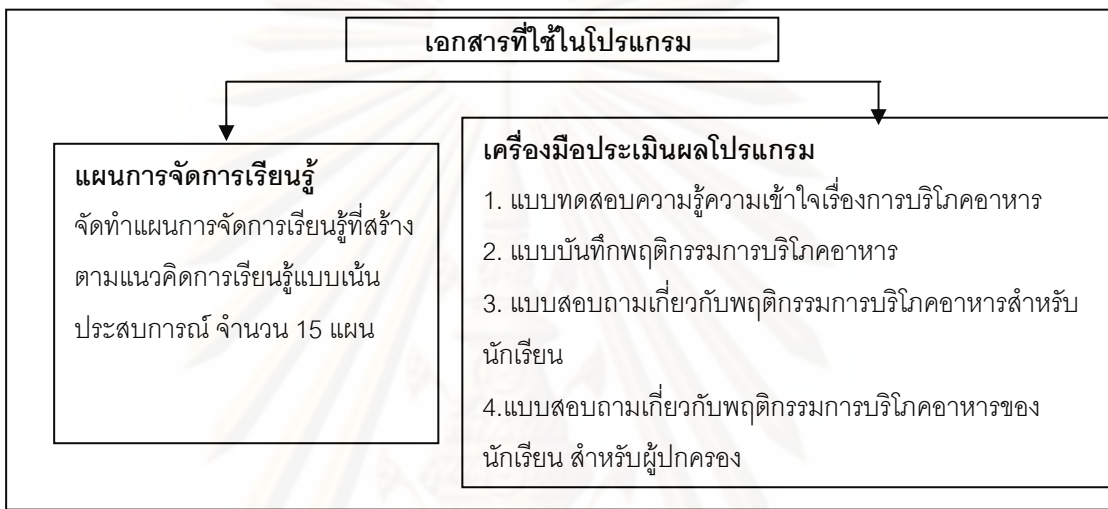 เอกสารที่ใช้ในโปรแกรม
แผนการจัดการเรียนรู้
จัดทำแผนการจัดการเรียนรู้ที่สร้าง
ตามแนวคิดการเรียนรู้แบบเน้น
ประสบการณ์ จำนวน 15 แผน
เครื่องมือประเมินผลโปรแกรม
1. แบบทดสอบความรู้ความเข้าใจเรื่องการบริโภคอาหาร
2. แบบบันทึกพฤติกรรมการบริโภคอาหาร
3. แบบสอบถามเกี่ยวกับพฤติกรรมการบริโภคอาหารสำหรับ
นักเรียน
4.แบบสอบถามเกี่ยวกับพฤติกรรมการบริโภคอาหารของ
นักเรียน สำหรับผู้ปกครอง